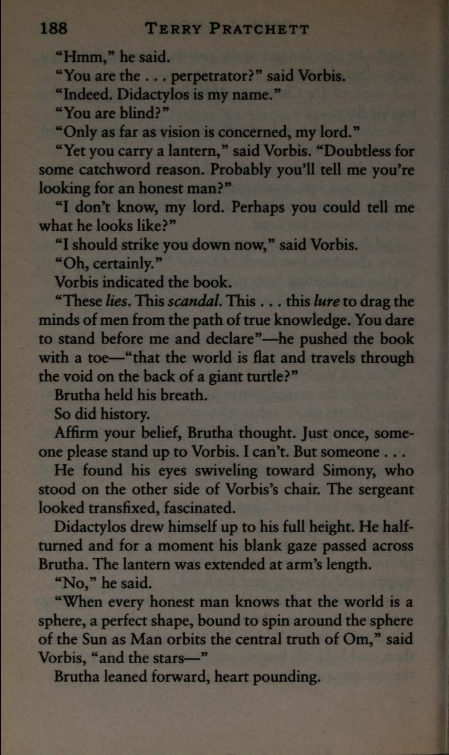 188 TERRY PRATCHETT
“Hmm,” he said.
“You are the . . . perpetrator?” said Vorbis.
“Indeed. Didactylos is my name.”
“You are blind?”
“Only as far as vision is concerned, my lord.”
“Yet you carry a lantern,” said Vorbis. “Doubtless for
some catchword reason. Probably you’ll tell me you’re
looking for an honest man?”
“I don’t know, my lord. Perhaps you could tell me
what he looks like?”
“I should strike you down now,” said Vorbis.
“Oh, certainly.”
Vorbis indicated the book.
“These lies. This scandal. This . . . this lure to drag the
minds of men from the path of true knowledge. You dare
to stand before me and declare”—he pushed the book
with a toe—“that the world is flat and travels through
the void on the back of a giant turtle?”
Brutha held his breath.
So did history.
Affirm your belief, Brutha thought. Just once, some-
one please stand up to Vorbis. I can’t. But someone . . .
He found his eyes swiveling toward Simony, who
stood on the other side of Vorbis’s chair. The sergeant
looked transfixed, fascinated.
Didactylos drew himself up to his full height. He half-
turned and for a moment his blank gaze passed across
Brutha. The lantern was extended at arm’s length.
“No,” he said.
“When every honest man knows that the world is a
sphere, a perfect shape, bound to spin around the sphere
of the Sun as Man orbits the central truth of Om,” said
Vorbis, “and the stars—”
Brutha leaned forward, heart pounding.